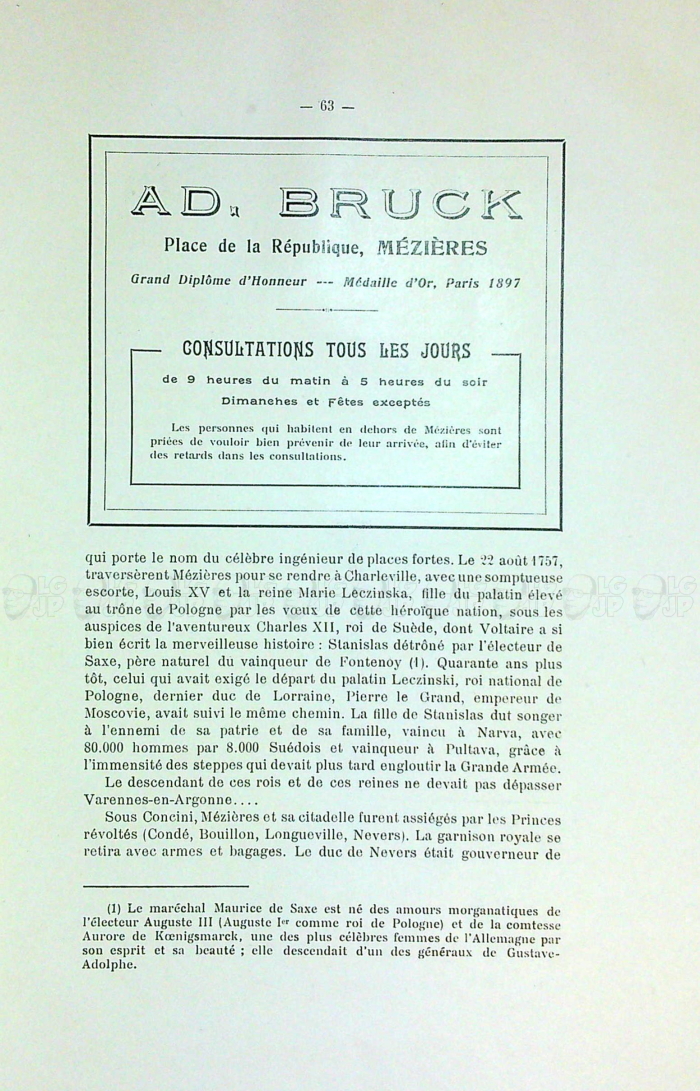 — 63 —
AD. BRUCK
Place de la République, MÉZIÈRES
Grand Diplôme d'Honneur --- Médaille d'Or, Paris 1897
CONSULTATIONS TOUS LES JOURS
de 9 heures du matin à 5 heures du soir
Dimanches et Fêtes exceptés
Les personnes qui habitent en dehors de Mézières sont
priées de vouloir bien prévenir de leur arrivée, afin d'éviter
des retards dans les consultations.
qui porte le nom du célèbre ingénieur de places fortes. Le 22 août 1757,
traversèrent Mézières pour se rendre à Charleville, avec une somptueuse
escorte, Louis XV et la reine Marie Leczinska, fille du palatin élevé
au trône de Pologne par les vœux de cette héroïque nation, sous les
auspices de l'aventureux Charles XII, roi de Suède, dont Voltaire a si
bien écrit la merveilleuse histoire : Stanislas détrôné par l'électeur de
Saxe, père naturel du vainqueur de Fontenoy (1). Quarante ans plus
tôt, celui qui avait exigé le départ du palatin Leczinski, roi national de
Pologne, dernier duc de Lorraine, Pierre le Grand, empereur de
Moscovie, avait suivi le même chemin. La fille de Stanislas dut songer
à l'ennemi de sa patrie et de sa famille, vaincu à Narva, avec
80.000 hommes par 8.000 Suédois et vainqueur à Pultava, grâce à
l'immensité des steppes qui devait plus tard engloutir la Grande Armée.
Le descendant de ces rois et de ces reines ne devait pas dépasser
Varennes-en-Argonne....
Sous Concini, Mézières et sa citadelle furent assiégés par les Princes
révoltés (Condé, Bouillon, Longueville, Nevers). La garnison royale se
retira avec armes et bagages. Le duc de Nevers était gouverneur de
(1) Le maréchal Maurice de Saxe est né des amours morganatiques de
l'électeur Auguste III (Auguste Ier comme roi de Pologne) et de la comtesse
Aurore de Kœnigsmarck, une des plus célèbres femmes de l'Allemagne par
son esprit et sa beauté ; elle descendait d'un des généraux de Gustave-
Adolphe.